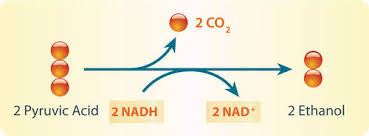 2 CO₂
2 Pyruvic Acid
2 NADH
2 NAD⁺
2 Ethanol